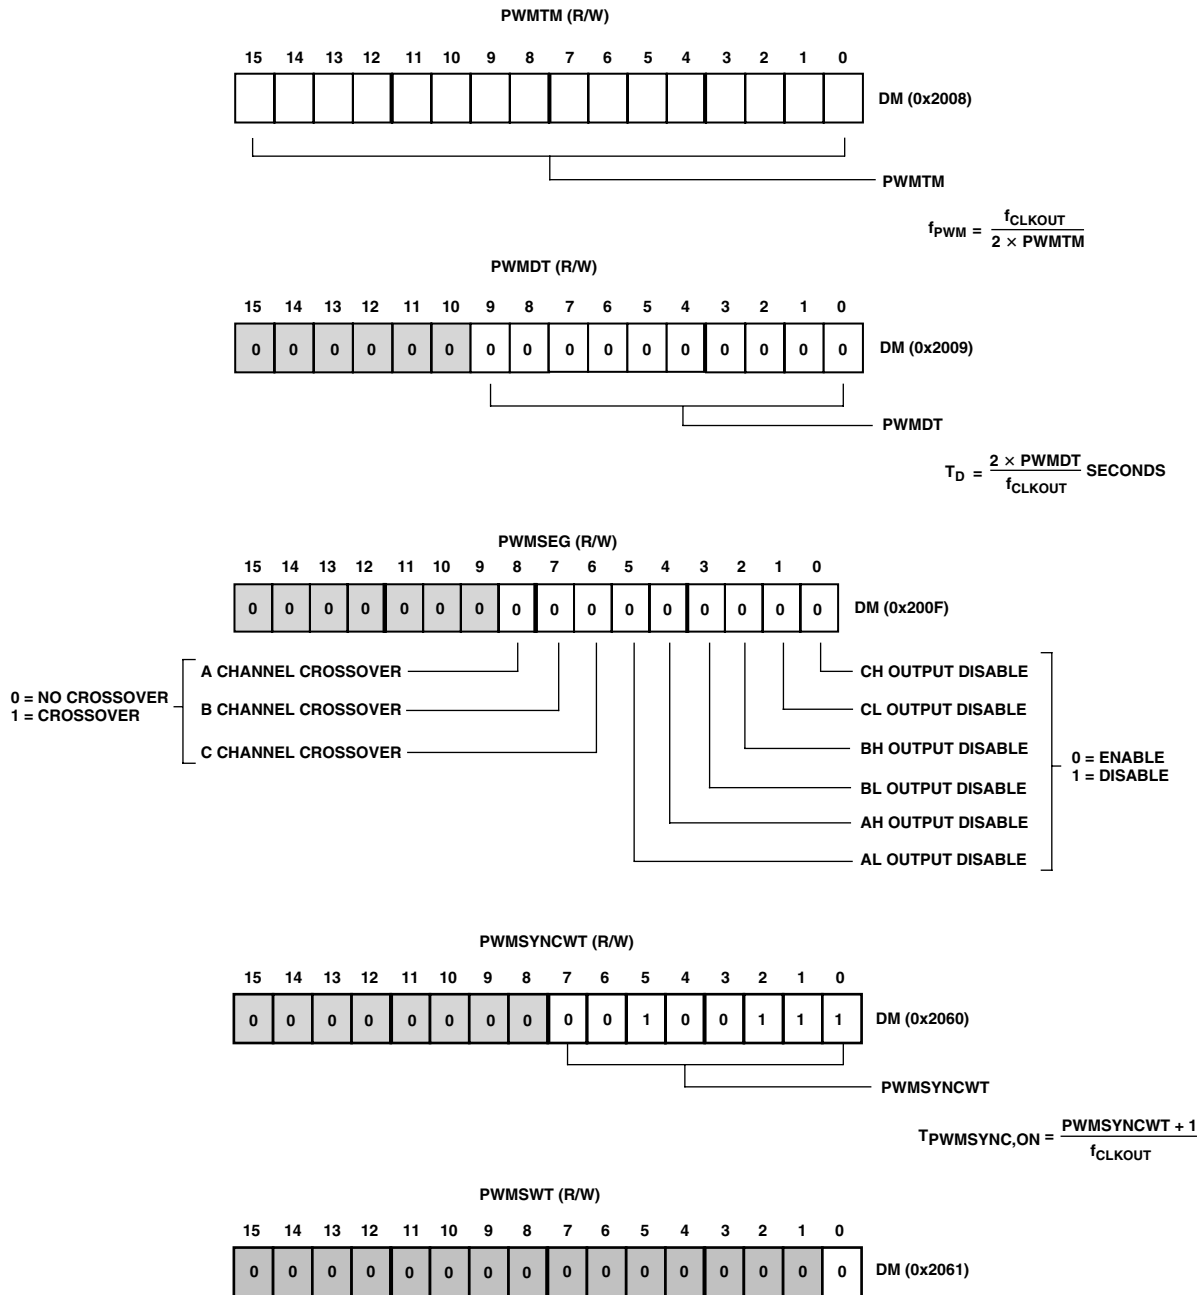 PWMTM (R/W)
15 14 13 12 11 10 9 8 7 6 5 4 3 2 1 0
DM (0x2008)
PWMTM
fPWM = fCLKOUT / 2 × PWMTM
PWMDT (R/W)
15 14 13 12 11 10 9 8 7 6 5 4 3 2 1 0
0 0 0 0 0 0 0 0 0 0 0 0 0 0 0 0 DM (0x2009)
PWMDT
TD = 2 × PWMDT / fCLKOUT SECONDS
PWMSEG (R/W)
15 14 13 12 11 10 9 8 7 6 5 4 3 2 1 0
0 0 0 0 0 0 0 0 0 0 0 0 0 0 0 0 DM (0x200F)
0 = NO CROSSOVER
1 = CROSSOVER
A CHANNEL CROSSOVER
B CHANNEL CROSSOVER
C CHANNEL CROSSOVER
CH OUTPUT DISABLE
CL OUTPUT DISABLE
BH OUTPUT DISABLE
BL OUTPUT DISABLE
AH OUTPUT DISABLE
AL OUTPUT DISABLE
0 = ENABLE
1 = DISABLE
PWMSYNCWT (R/W)
15 14 13 12 11 10 9 8 7 6 5 4 3 2 1 0
0 0 0 0 0 0 0 0 0 0 1 0 0 1 1 1 DM (0x2060)
PWMSYNCWT
TPWMSYNC,ON = PWMSYNCWT + 1 / fCLKOUT
PWMSWT (R/W)
15 14 13 12 11 10 9 8 7 6 5 4 3 2 1 0
0 0 0 0 0 0 0 0 0 0 0 0 0 0 0 0 DM (0x2061)